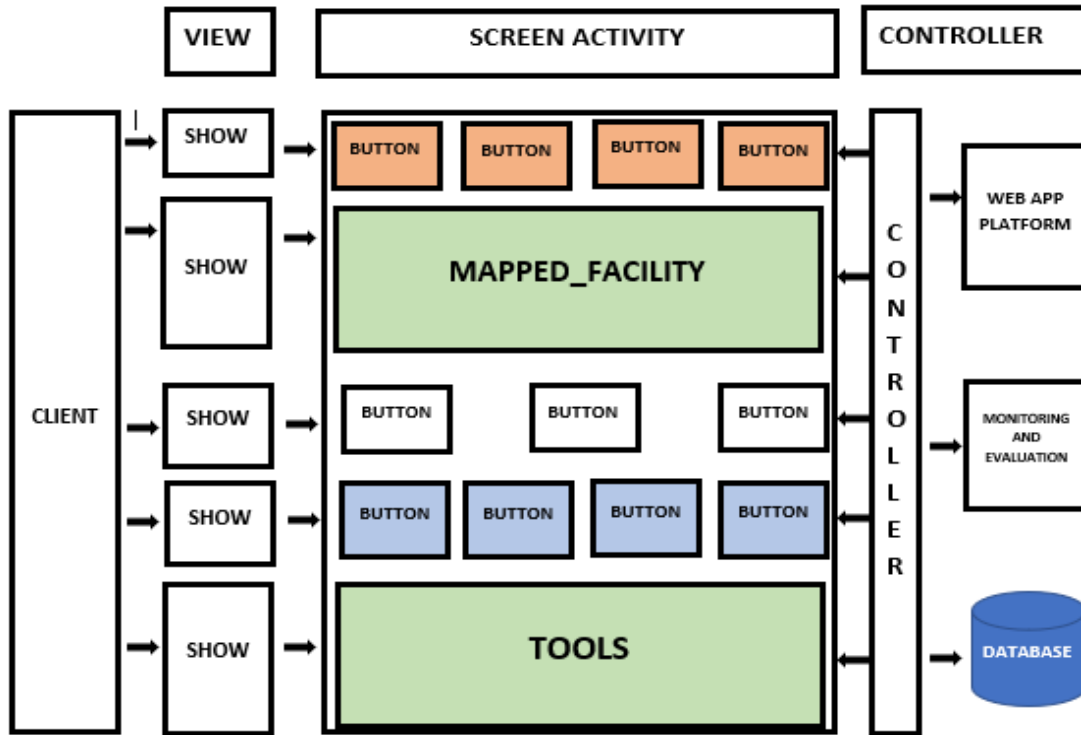 VIEW
SCREEN ACTIVITY
CONTROLLER
CLIENT
SHOW
BUTTON
BUTTON
BUTTON
BUTTON
SHOW
MAPPED_FACILITY
SHOW
BUTTON
BUTTON
BUTTON
SHOW
BUTTON
BUTTON
BUTTON
BUTTON
SHOW
TOOLS
C
O
N
T
R
O
L
L
E
R
WEB APP
PLATFORM
MONITORING
AND
EVALUATION
DATABASE